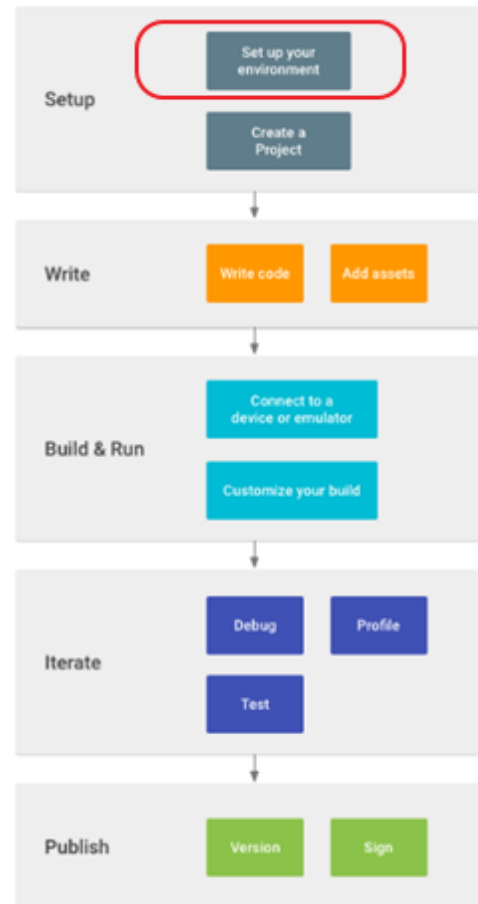 Setup
Set up your
environment
Create a
Project
Write
Write code
Add assets
Build & Run
Connect to a
device or emulator
Customize your build
Iterate
Debug
Profile
Test
Publish
Version
Sign